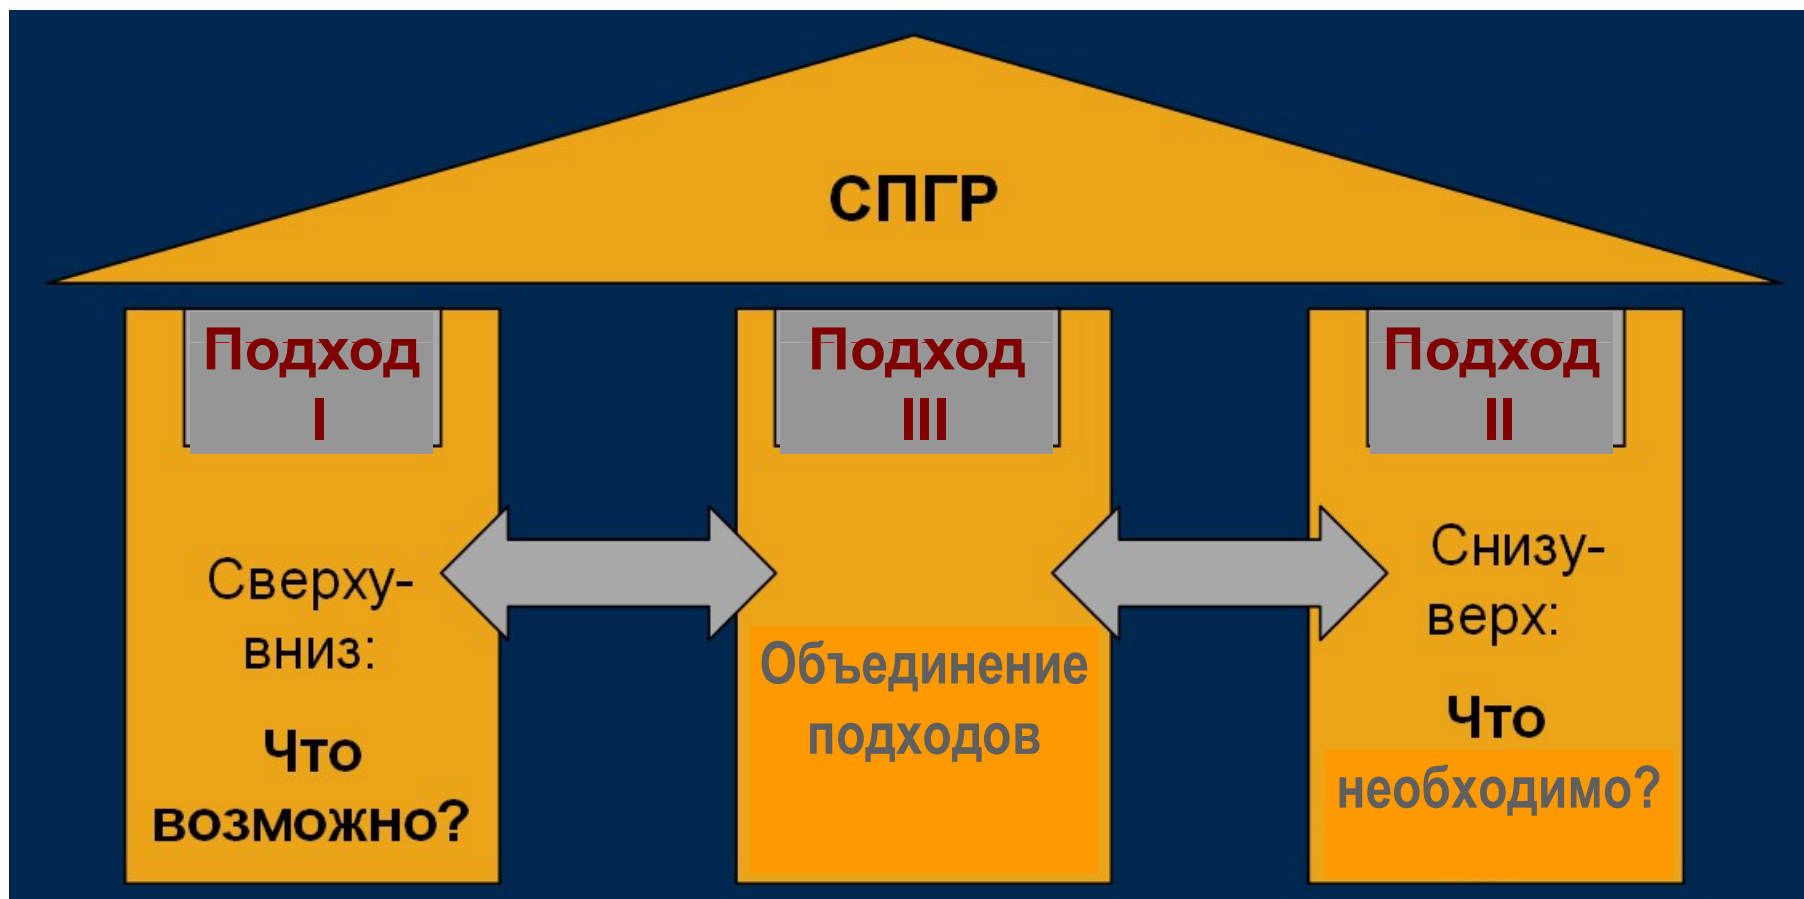 СПГР
Подход
I
Сверху-
вниз:
Что
возможно?
Подход
III
Объединение
подходов
Подход
II
Снизу-
верх:
Что
необходимо?